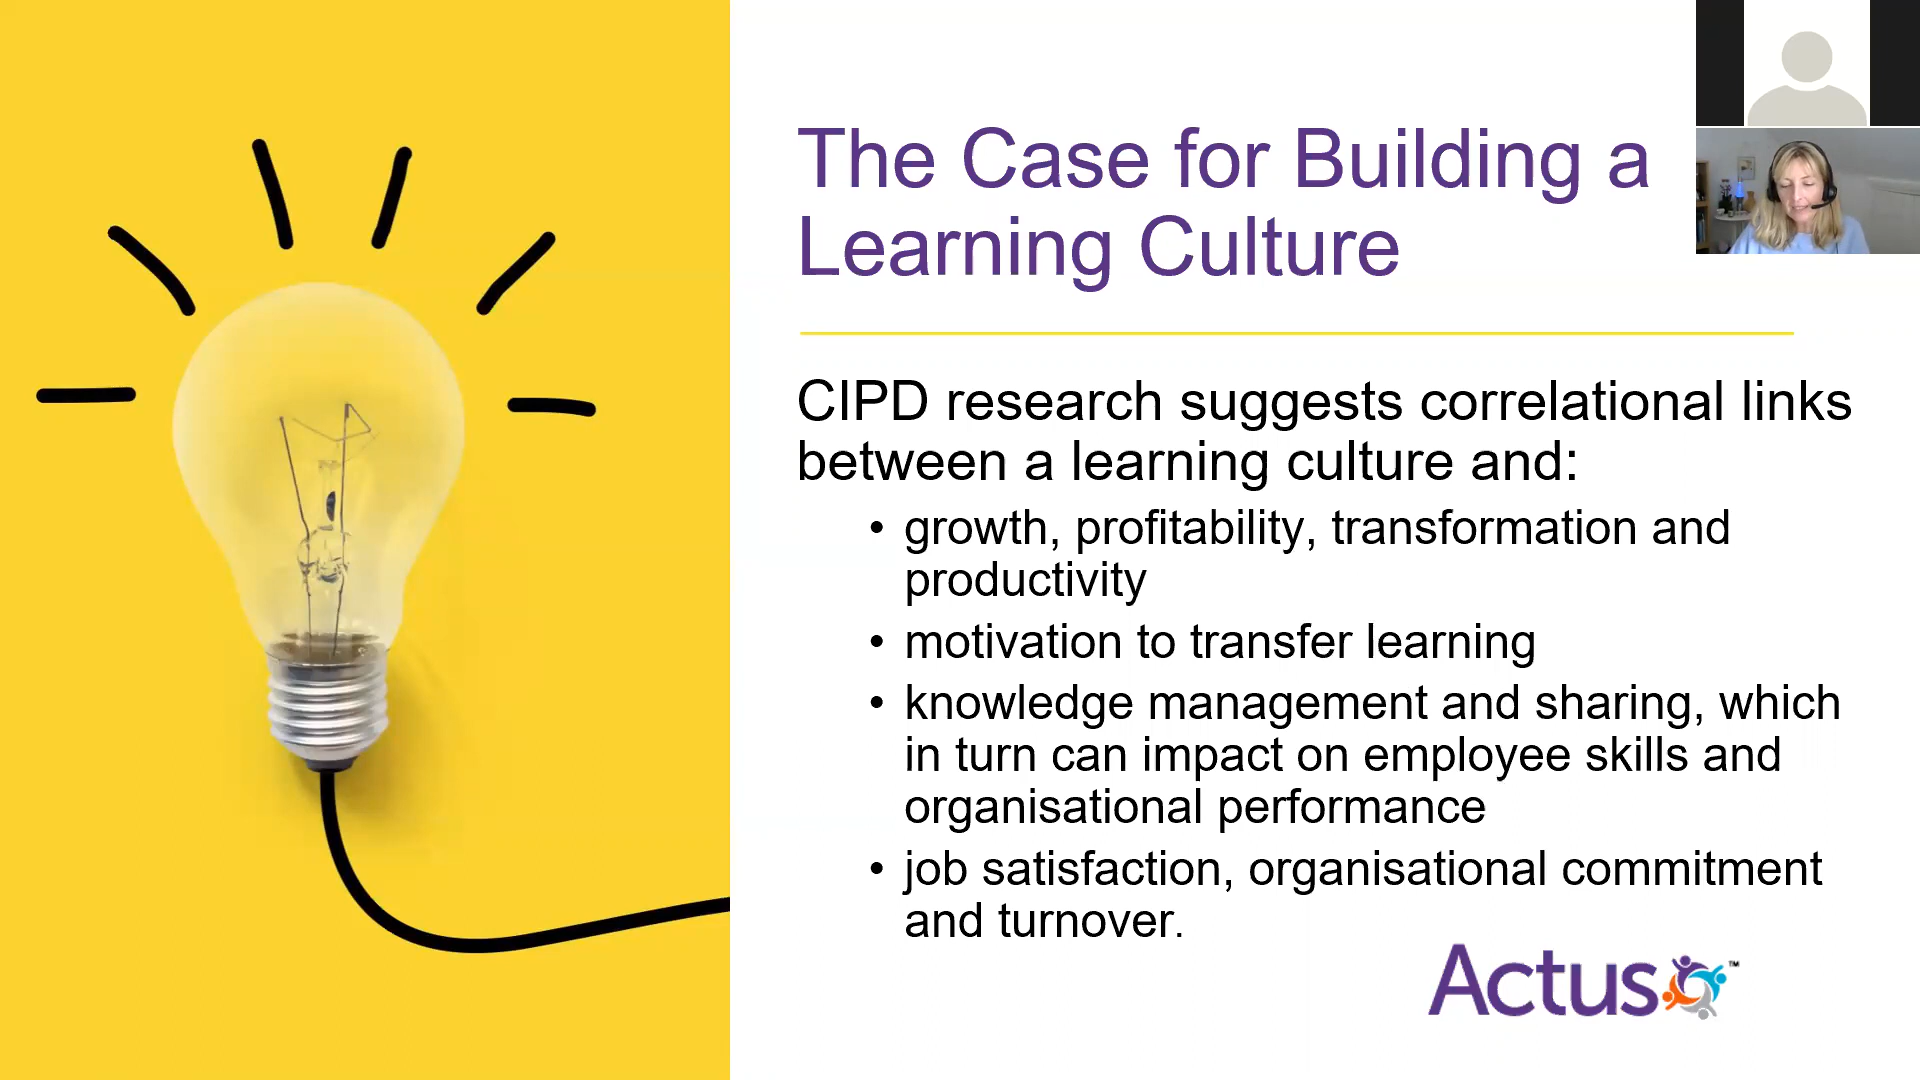 The Case for Building a
Learning Culture
CIPD research suggests correlational links
between a learning culture and:
• growth, profitability, transformation and
productivity
• motivation to transfer learning
• knowledge management and sharing, which
in turn can impact on employee skills and
organisational performance
• job satisfaction, organisational commitment
and turnover.
Actus™